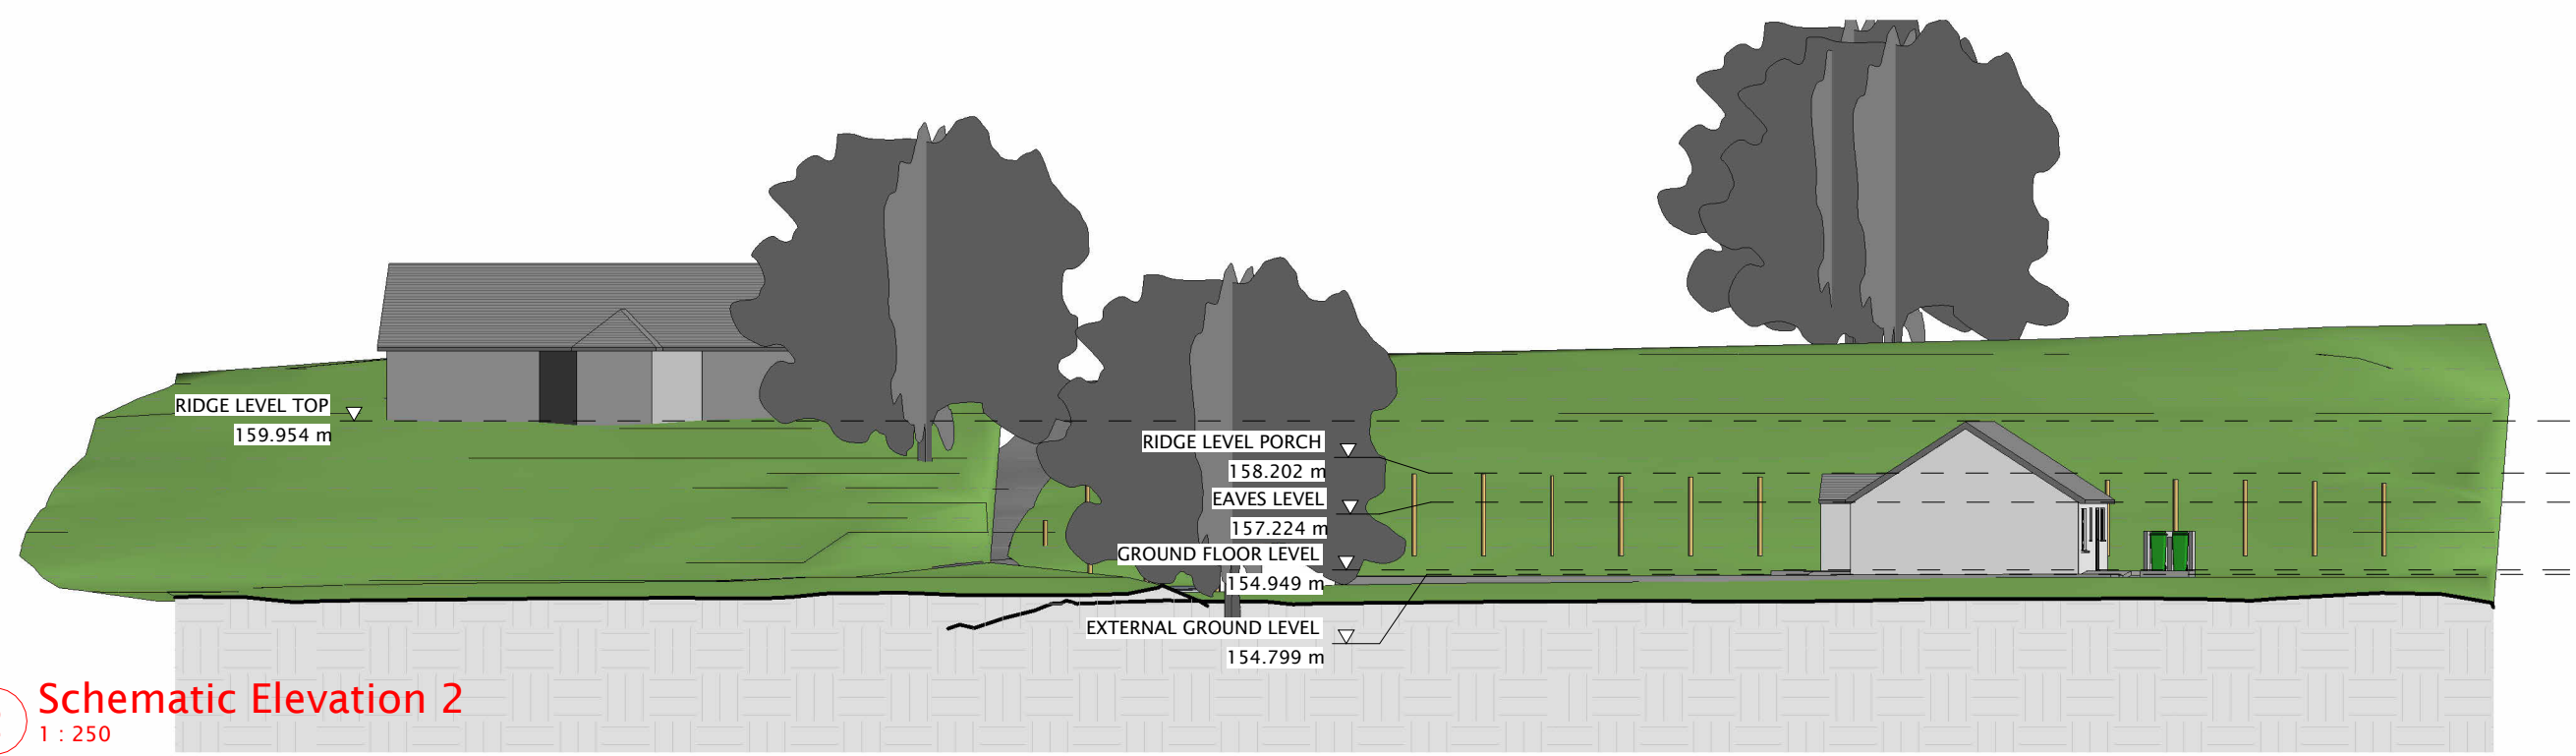 RIDGE LEVEL TOP
159.954 m
RIDGE LEVEL PORCH
158.202 m
EAVES LEVEL
157.224 m
GROUND FLOOR LEVEL
154.949 m
EXTERNAL GROUND LEVEL
154.799 m
Schematic Elevation 2
1 : 250